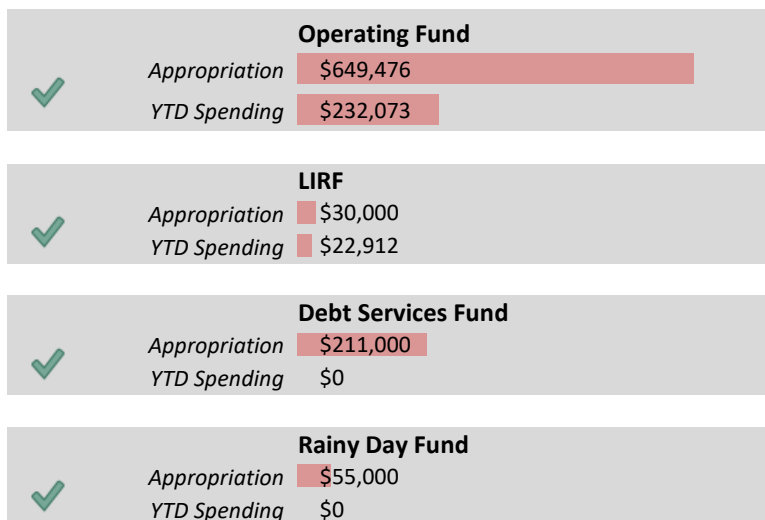 Operating Fund
Appropriation $649,476
YTD Spending $232,073
LIRF
Appropriation $30,000
YTD Spending $22,912
Debt Services Fund
Appropriation $211,000
YTD Spending $0
Rainy Day Fund
Appropriation $55,000
YTD Spending $0